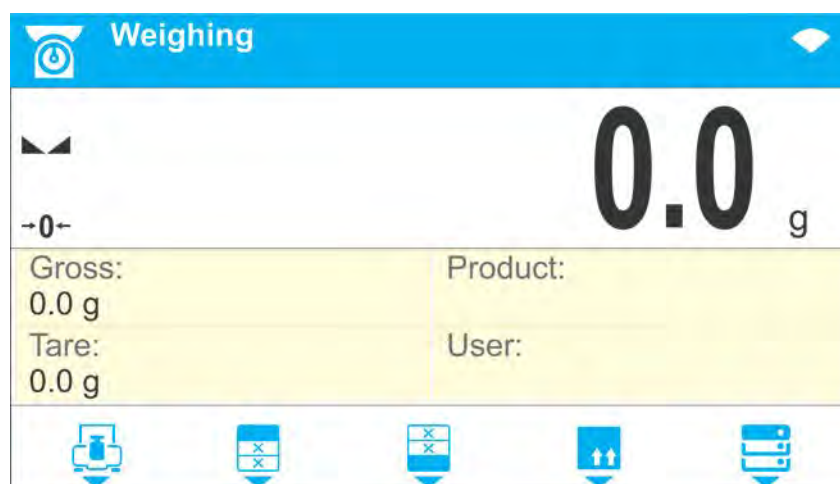 Weighing
0.0 g
→0←
Gross:
0.0 g
Product:
Tare:
0.0 g
User: